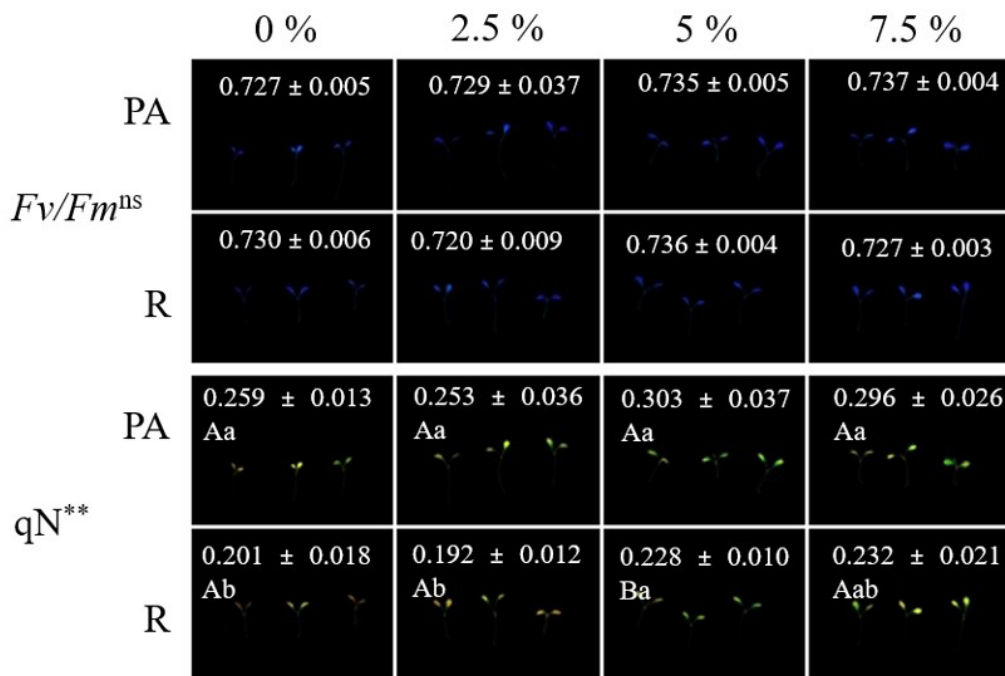 0 % 2.5 % 5 % 7.5 %
PA
0.727 ± 0.005 0.729 ± 0.037 0.735 ± 0.005 0.737 ± 0.004
Fv/Fmⁿˢ
R
0.730 ± 0.006 0.720 ± 0.009 0.736 ± 0.004 0.727 ± 0.003
PA
0.259 ± 0.013 0.253 ± 0.036 0.303 ± 0.037 0.296 ± 0.026
Aa Aa Aa Aa
qN**
R
0.201 ± 0.018 0.192 ± 0.012 0.228 ± 0.010 0.232 ± 0.021
Ab Ab Ba Aab